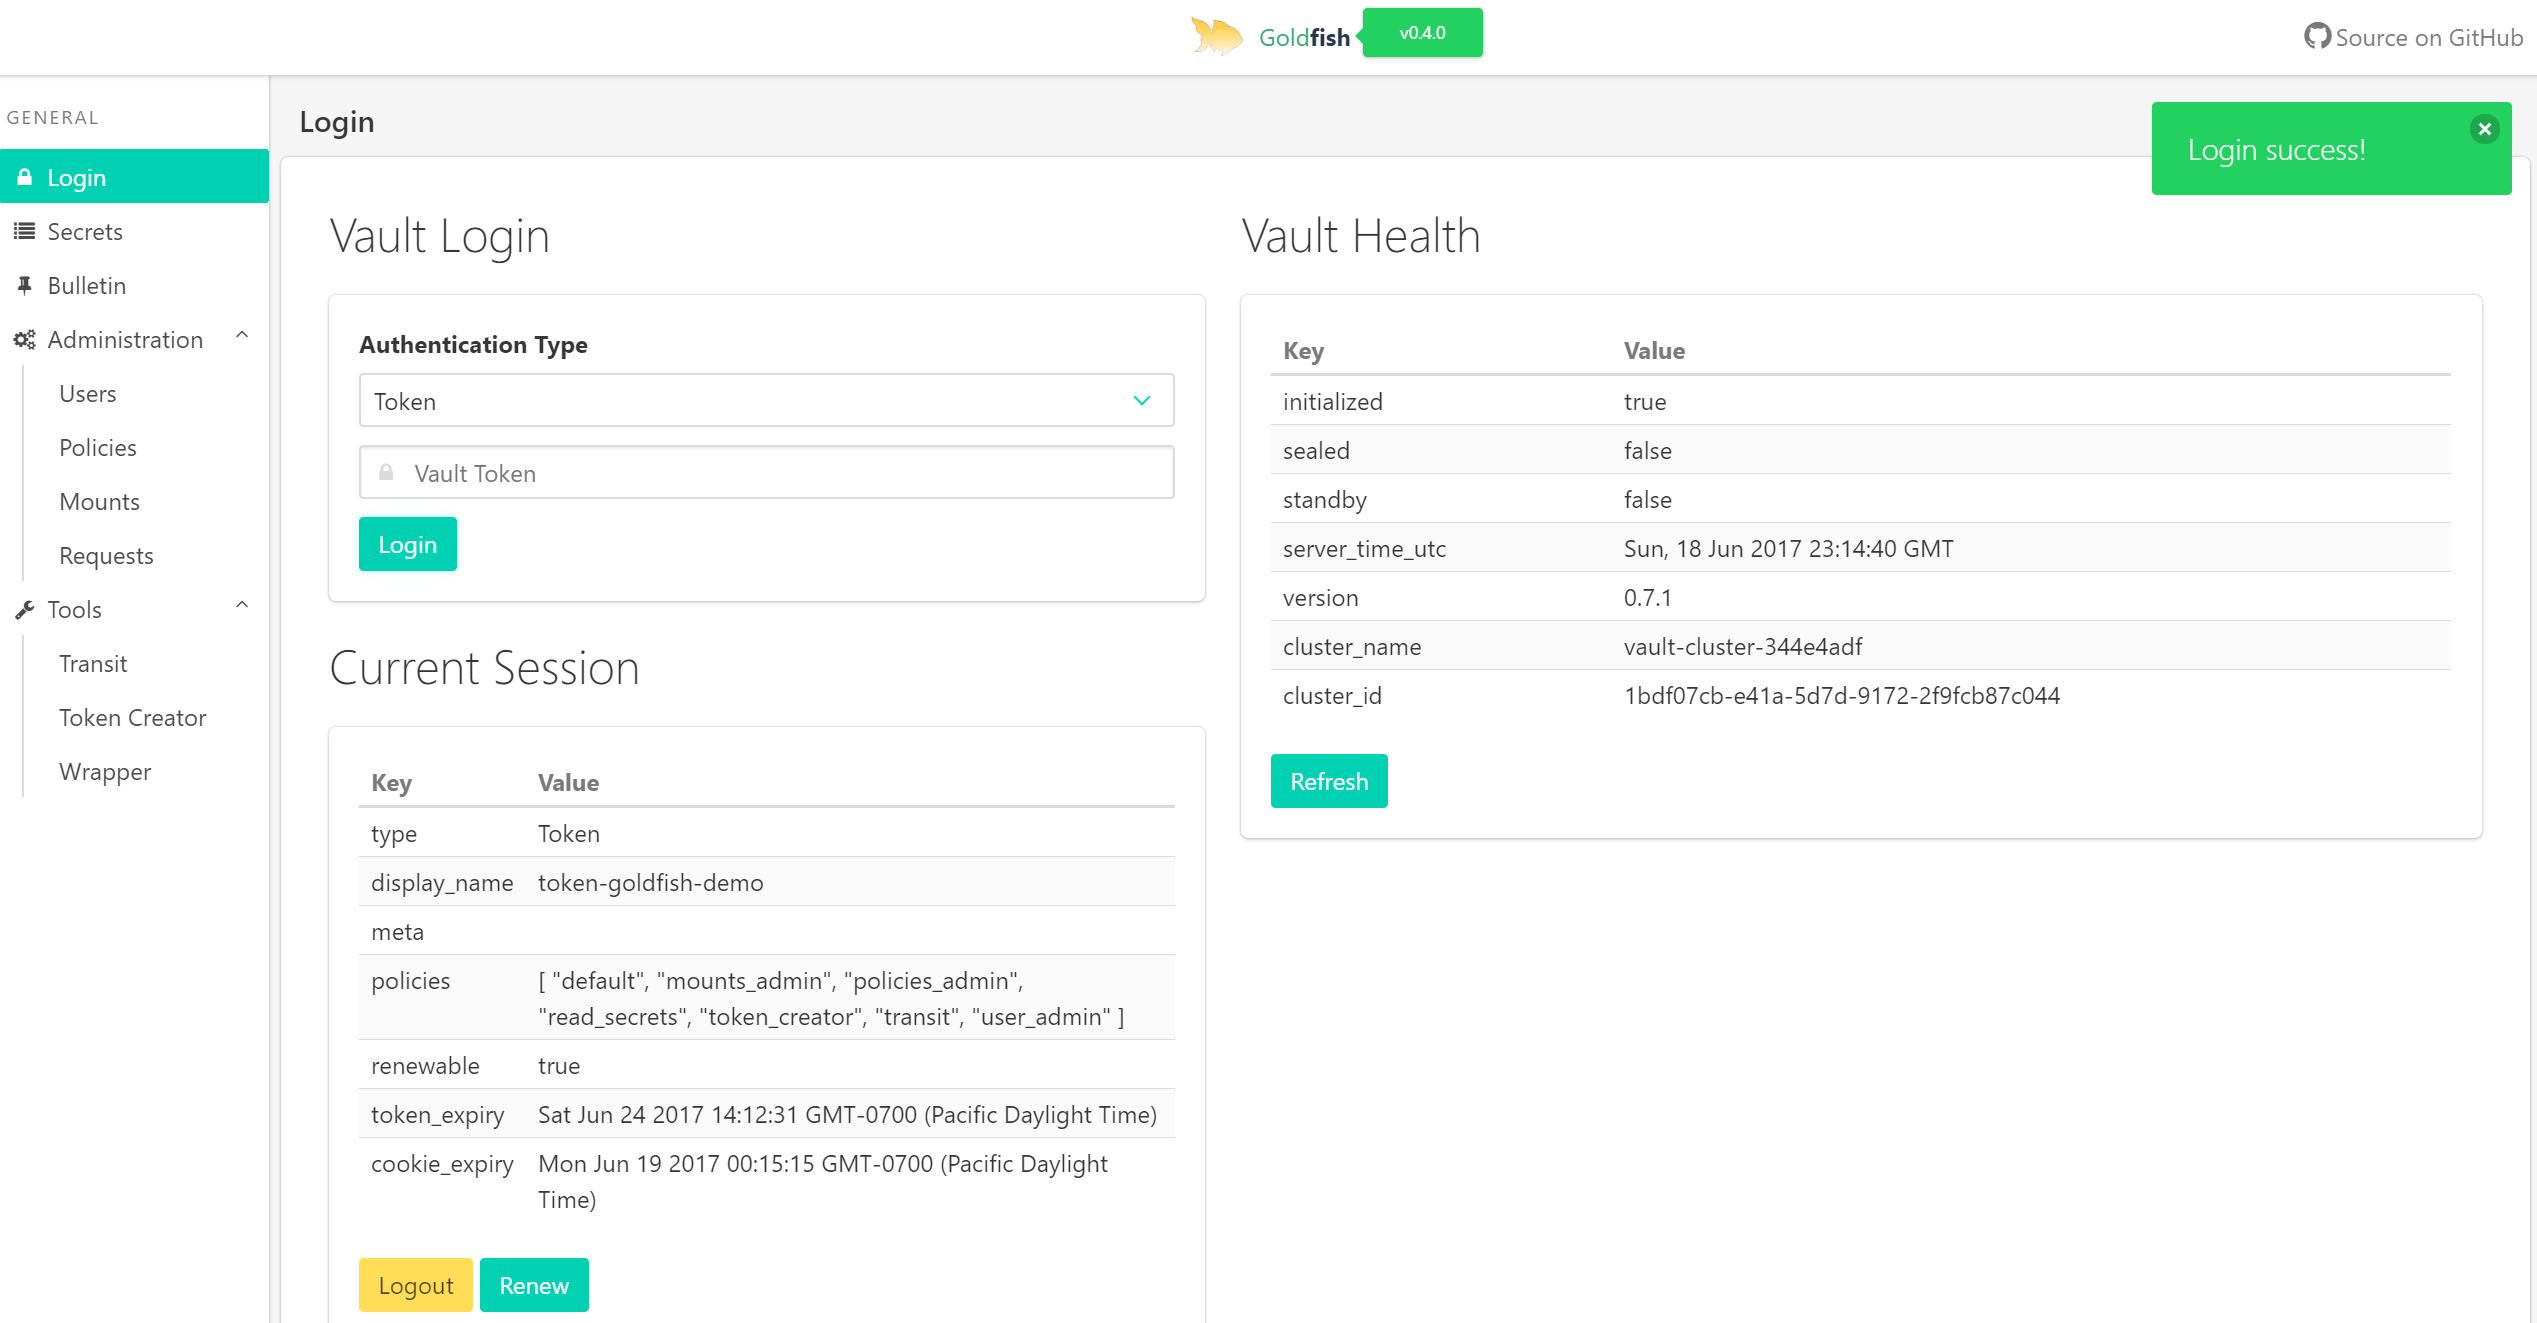 Goldfish
v0.4.0
Source on GitHub
GENERAL
Login
Secrets
Bulletin
Administration
Users
Policies
Mounts
Requests
Tools
Transit
Token Creator
Wrapper
Login
Login success!
Vault Login
Authentication Type
Token
Vault Token
Login
Current Session
Key Value
type Token
display_name token-goldfish-demo
meta
policies [ "default", "mounts_admin", "policies_admin",
"read_secrets", "token_creator", "transit", "user_admin" ]
renewable true
token_expiry Sat Jun 24 2017 14:12:31 GMT-0700 (Pacific Daylight Time)
cookie_expiry Mon Jun 19 2017 00:15:15 GMT-0700 (Pacific Daylight
Time)
Logout Renew
Vault Health
Key Value
initialized true
sealed false
standby false
server_time_utc Sun, 18 Jun 2017 23:14:40 GMT
version 0.7.1
cluster_name vault-cluster-344e4adf
cluster_id 1bdf07cb-e41a-5d7d-9172-2f9fcb87c044
Refresh